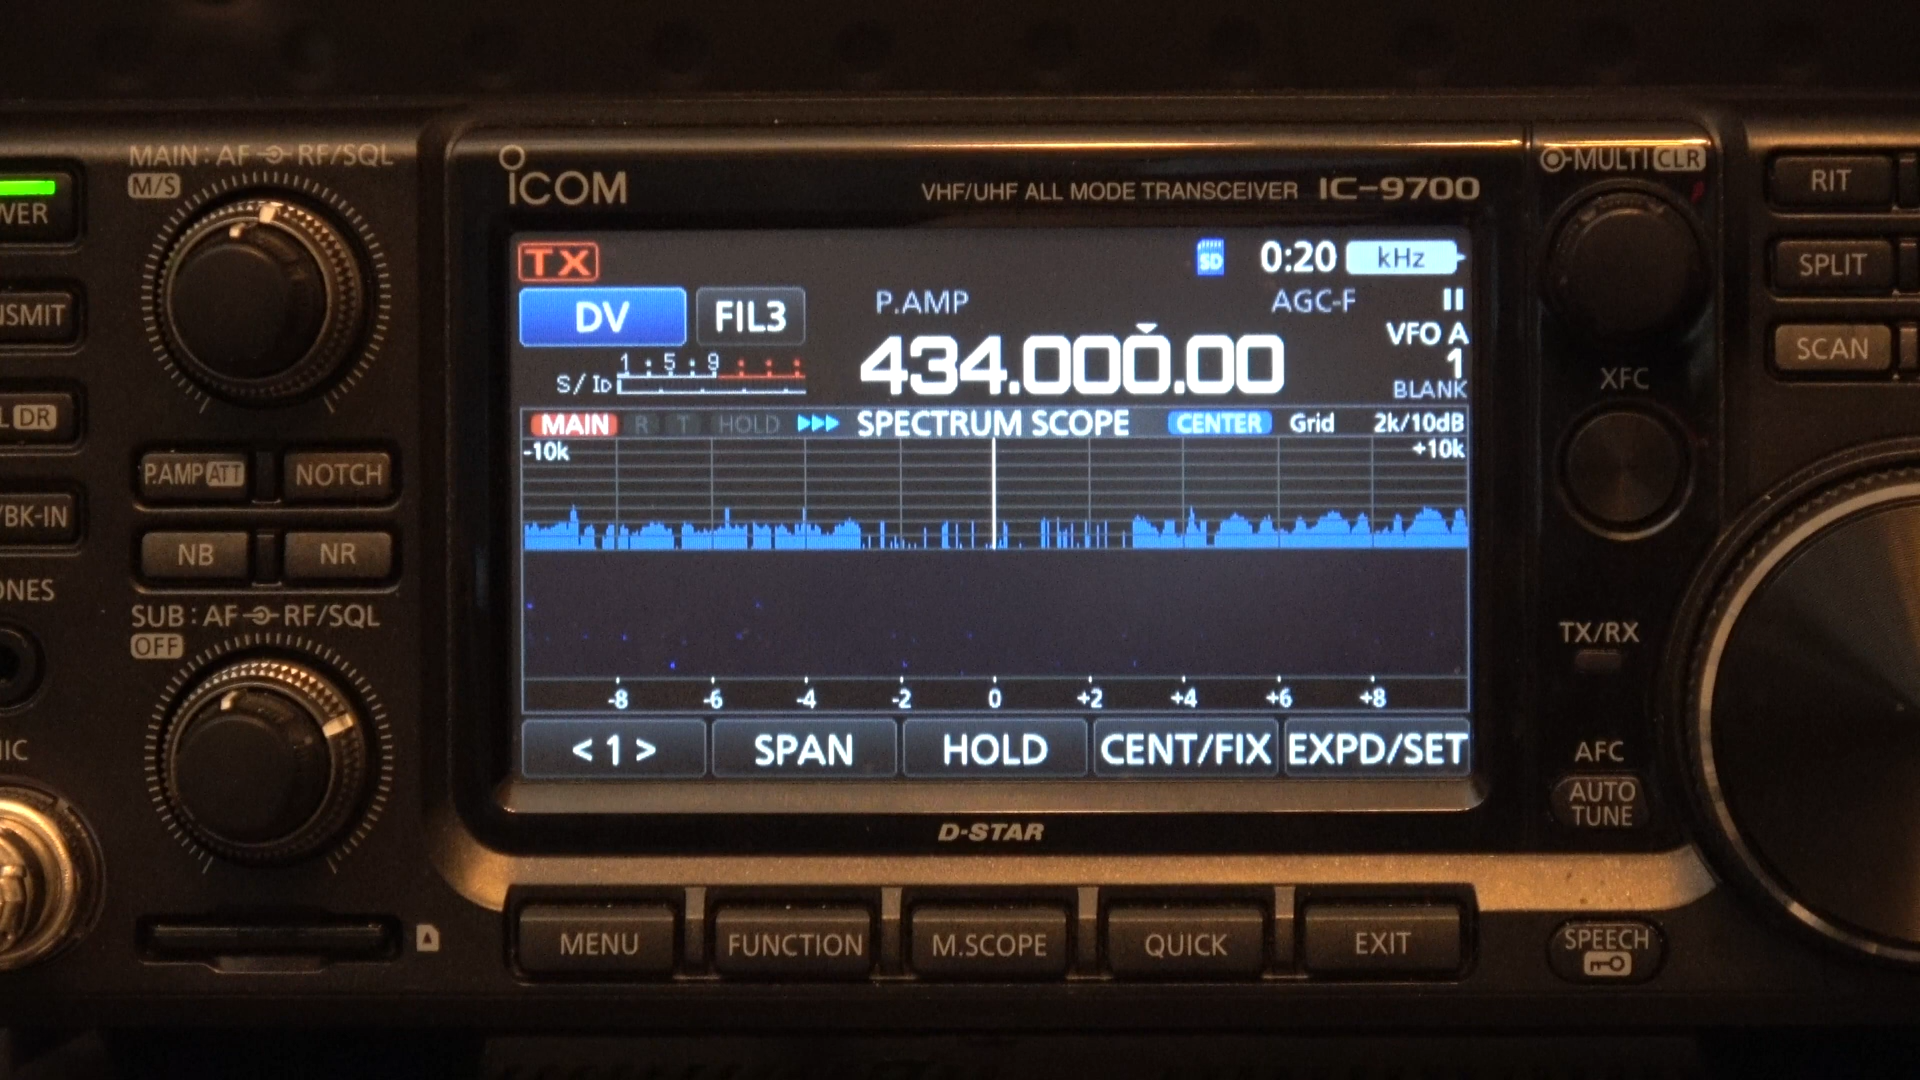 MAIN : AF RF/SQL
M/S
WER
NSMIT
L DR
/BK-IN
ONES
IC
P.AMP ATT
NOTCH
NB
NR
SUB : AF RF/SQL
OFF
ICOM
VHF/UHF ALL MODE TRANSCEIVER IC-9700
TX
SD
0:20
kHz
DV
FIL3
P.AMP
AGC-F
434.000.00
VFO A
1
BLANK
1 : 5 : 9
S/ID
MAIN
R
T
HOLD
SPECTRUM SCOPE
CENTER
Grid
2k/10dB
-10k
+10k
-8 -6 -4 -2 0 +2 +4 +6 +8
< 1 >
SPAN
HOLD
CENT/FIX
EXPD/SET
D-STAR
MENU
FUNCTION
M.SCOPE
QUICK
EXIT
MULTI CLR
XFC
TX/RX
AFC
AUTO
TUNE
SPEECH
RIT
SPLIT
SCAN